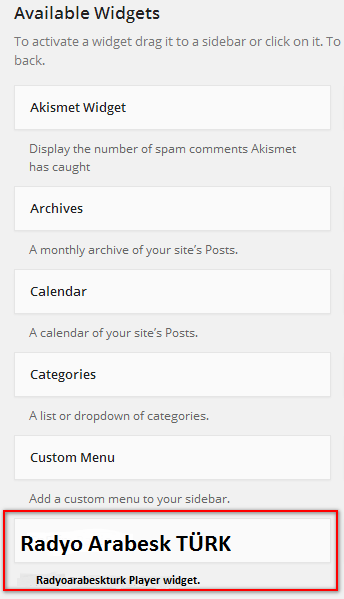 Available Widgets
To activate a widget drag it to a sidebar or click on it. To
back.
Akismet Widget
Display the number of spam comments Akismet
has caught
Archives
A monthly archive of your site's Posts.
Calendar
A calendar of your site's Posts.
Categories
A list or dropdown of categories.
Custom Menu
Add a custom menu to your sidebar.
Radyo Arabesk TÜRK
Radyoarabeskturk Player widget.